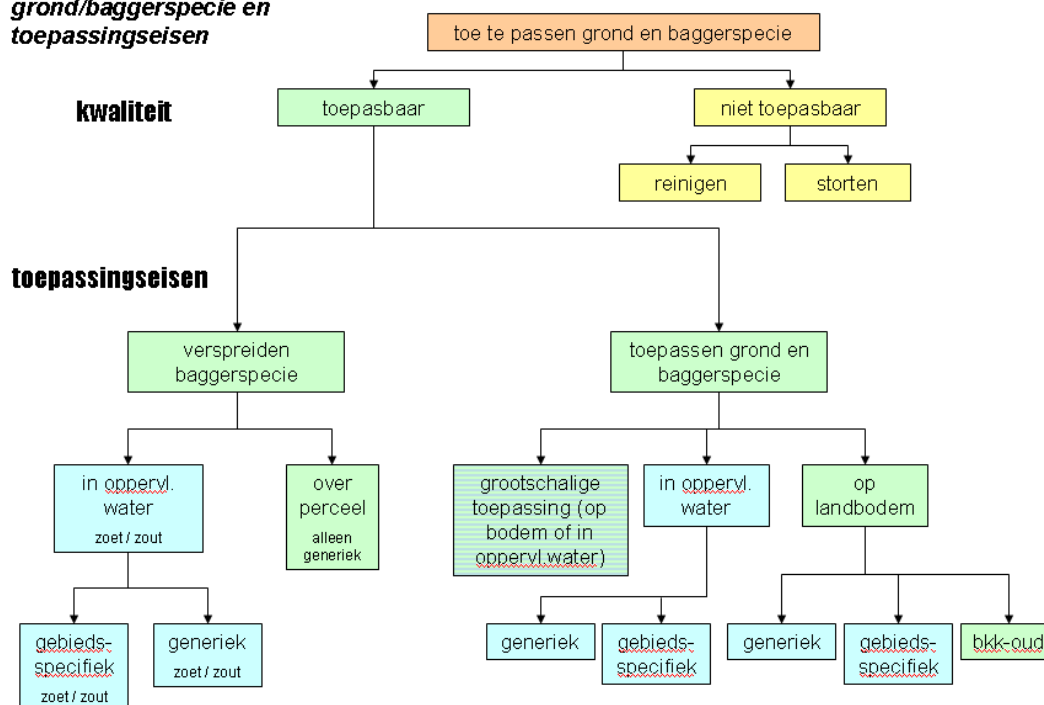 grond/baggerspecie en
toepassingseisen
toe te passen grond en baggerspecie
kwaliteit
toepasbaar
niet toepasbaar
reinigen
storten
toepassingseisen
verspreiden
baggerspecie
toepassen grond en
baggerspecie
in oppervl.
water
zoet / zout
over
perceel
alleen
generiek
grootschalige
toepassing (op
bodem of in
oppervl.water)
in oppervl.
water
op
landbodem
gebieds-
specifiek
zoet / zout
generiek
zoet / zout
generiek
gebieds-
specifiek
generiek
gebieds-
specifiek
bkk-oud